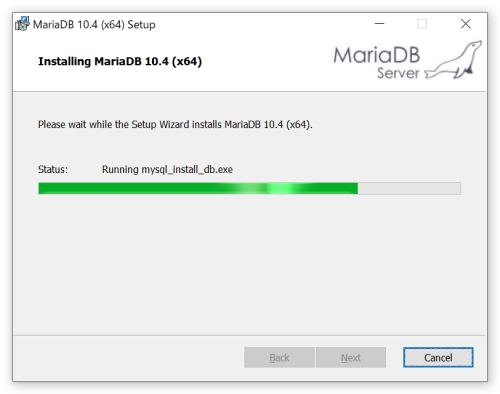 MariaDB 10.4 (x64) Setup
Installing MariaDB 10.4 (x64)
MariaDB
Server
Please wait while the Setup Wizard installs MariaDB 10.4 (x64).
Status: Running mysql_install_db.exe
Back Next Cancel